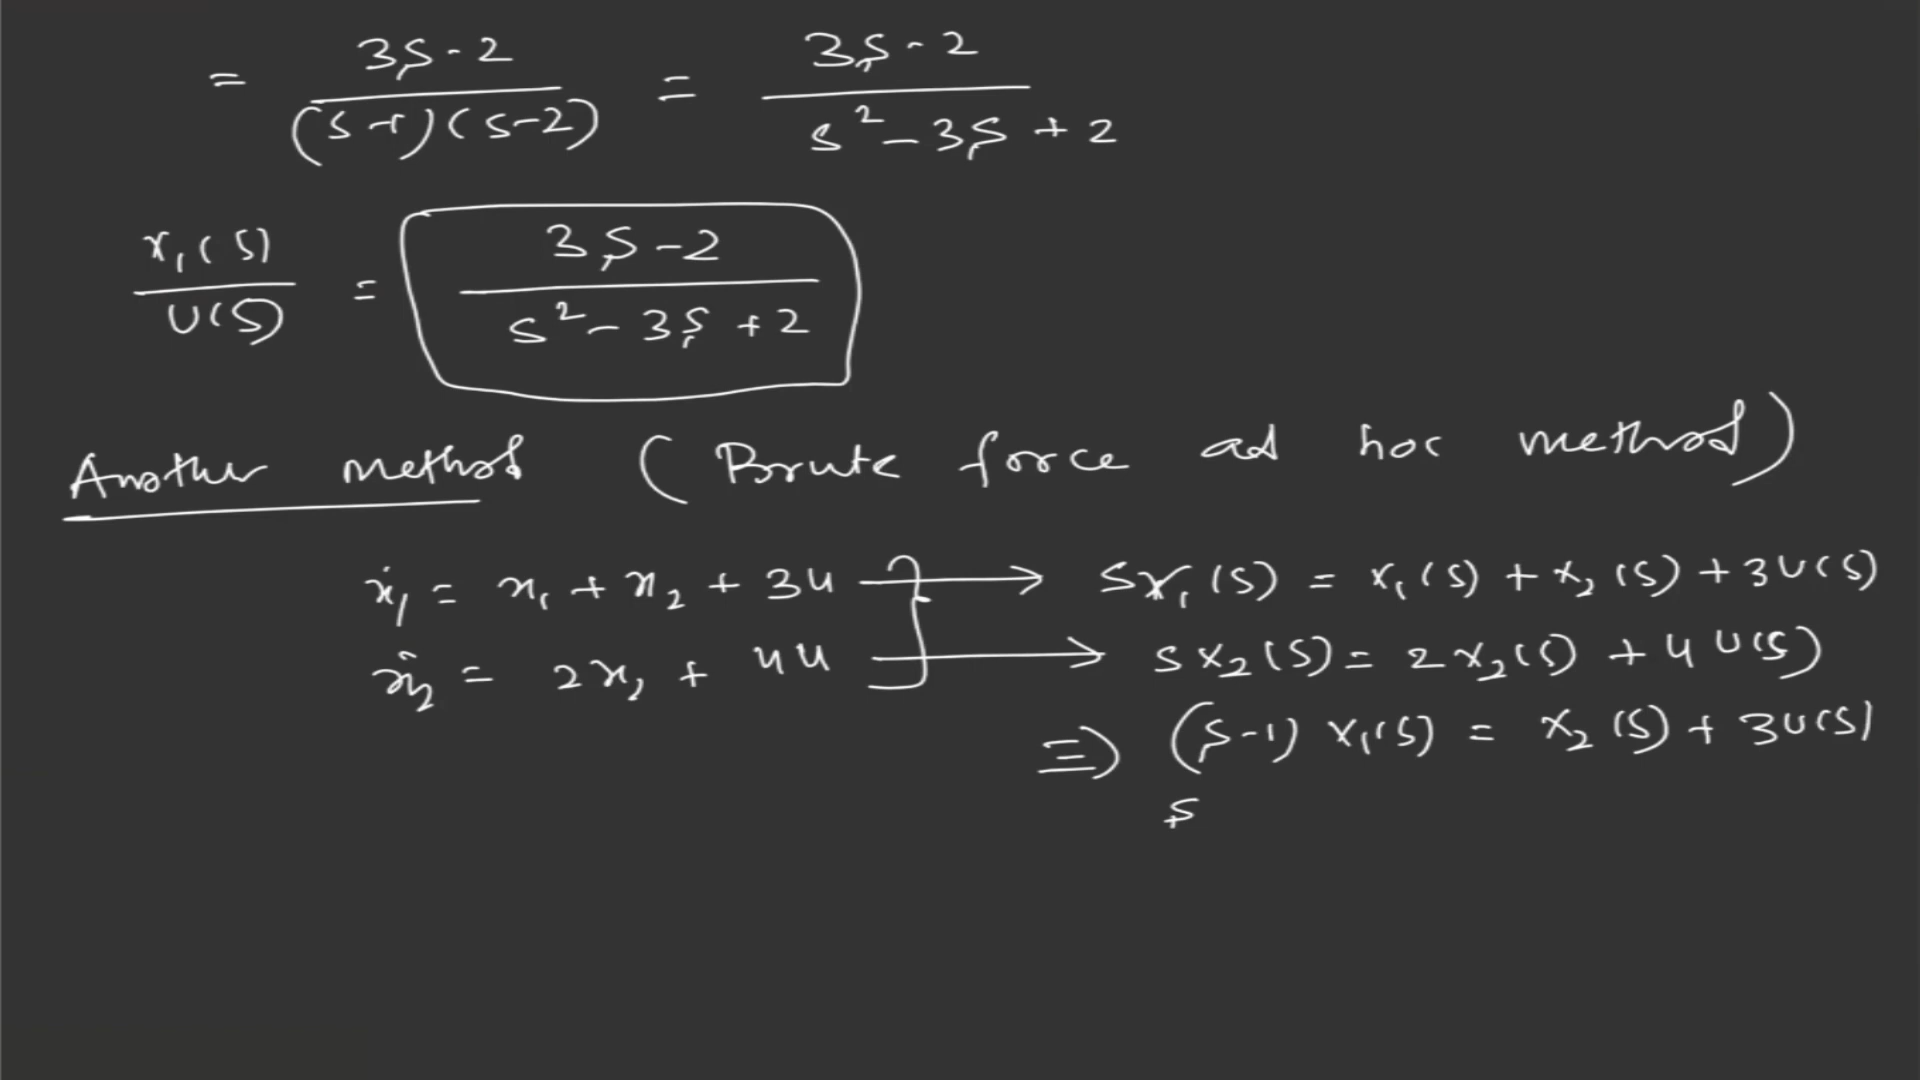 = (3s-2)/((s-1)(s-2)) = (3s-2)/(s²-3s+2)
x₁(s)/U(s) = (3s-2)/(s²-3s+2)
Another method (Brute force ad hoc method)
ẋ₁ = x₁ + x₂ + 3u → sx₁(s) = x₁(s) + x₂(s) + 3U(s)
ẋ₂ = 2x₂ + 4u → sx₂(s) = 2x₂(s) + 4U(s)
⇒ (s-1) x₁(s) = x₂(s) + 3U(s)
s